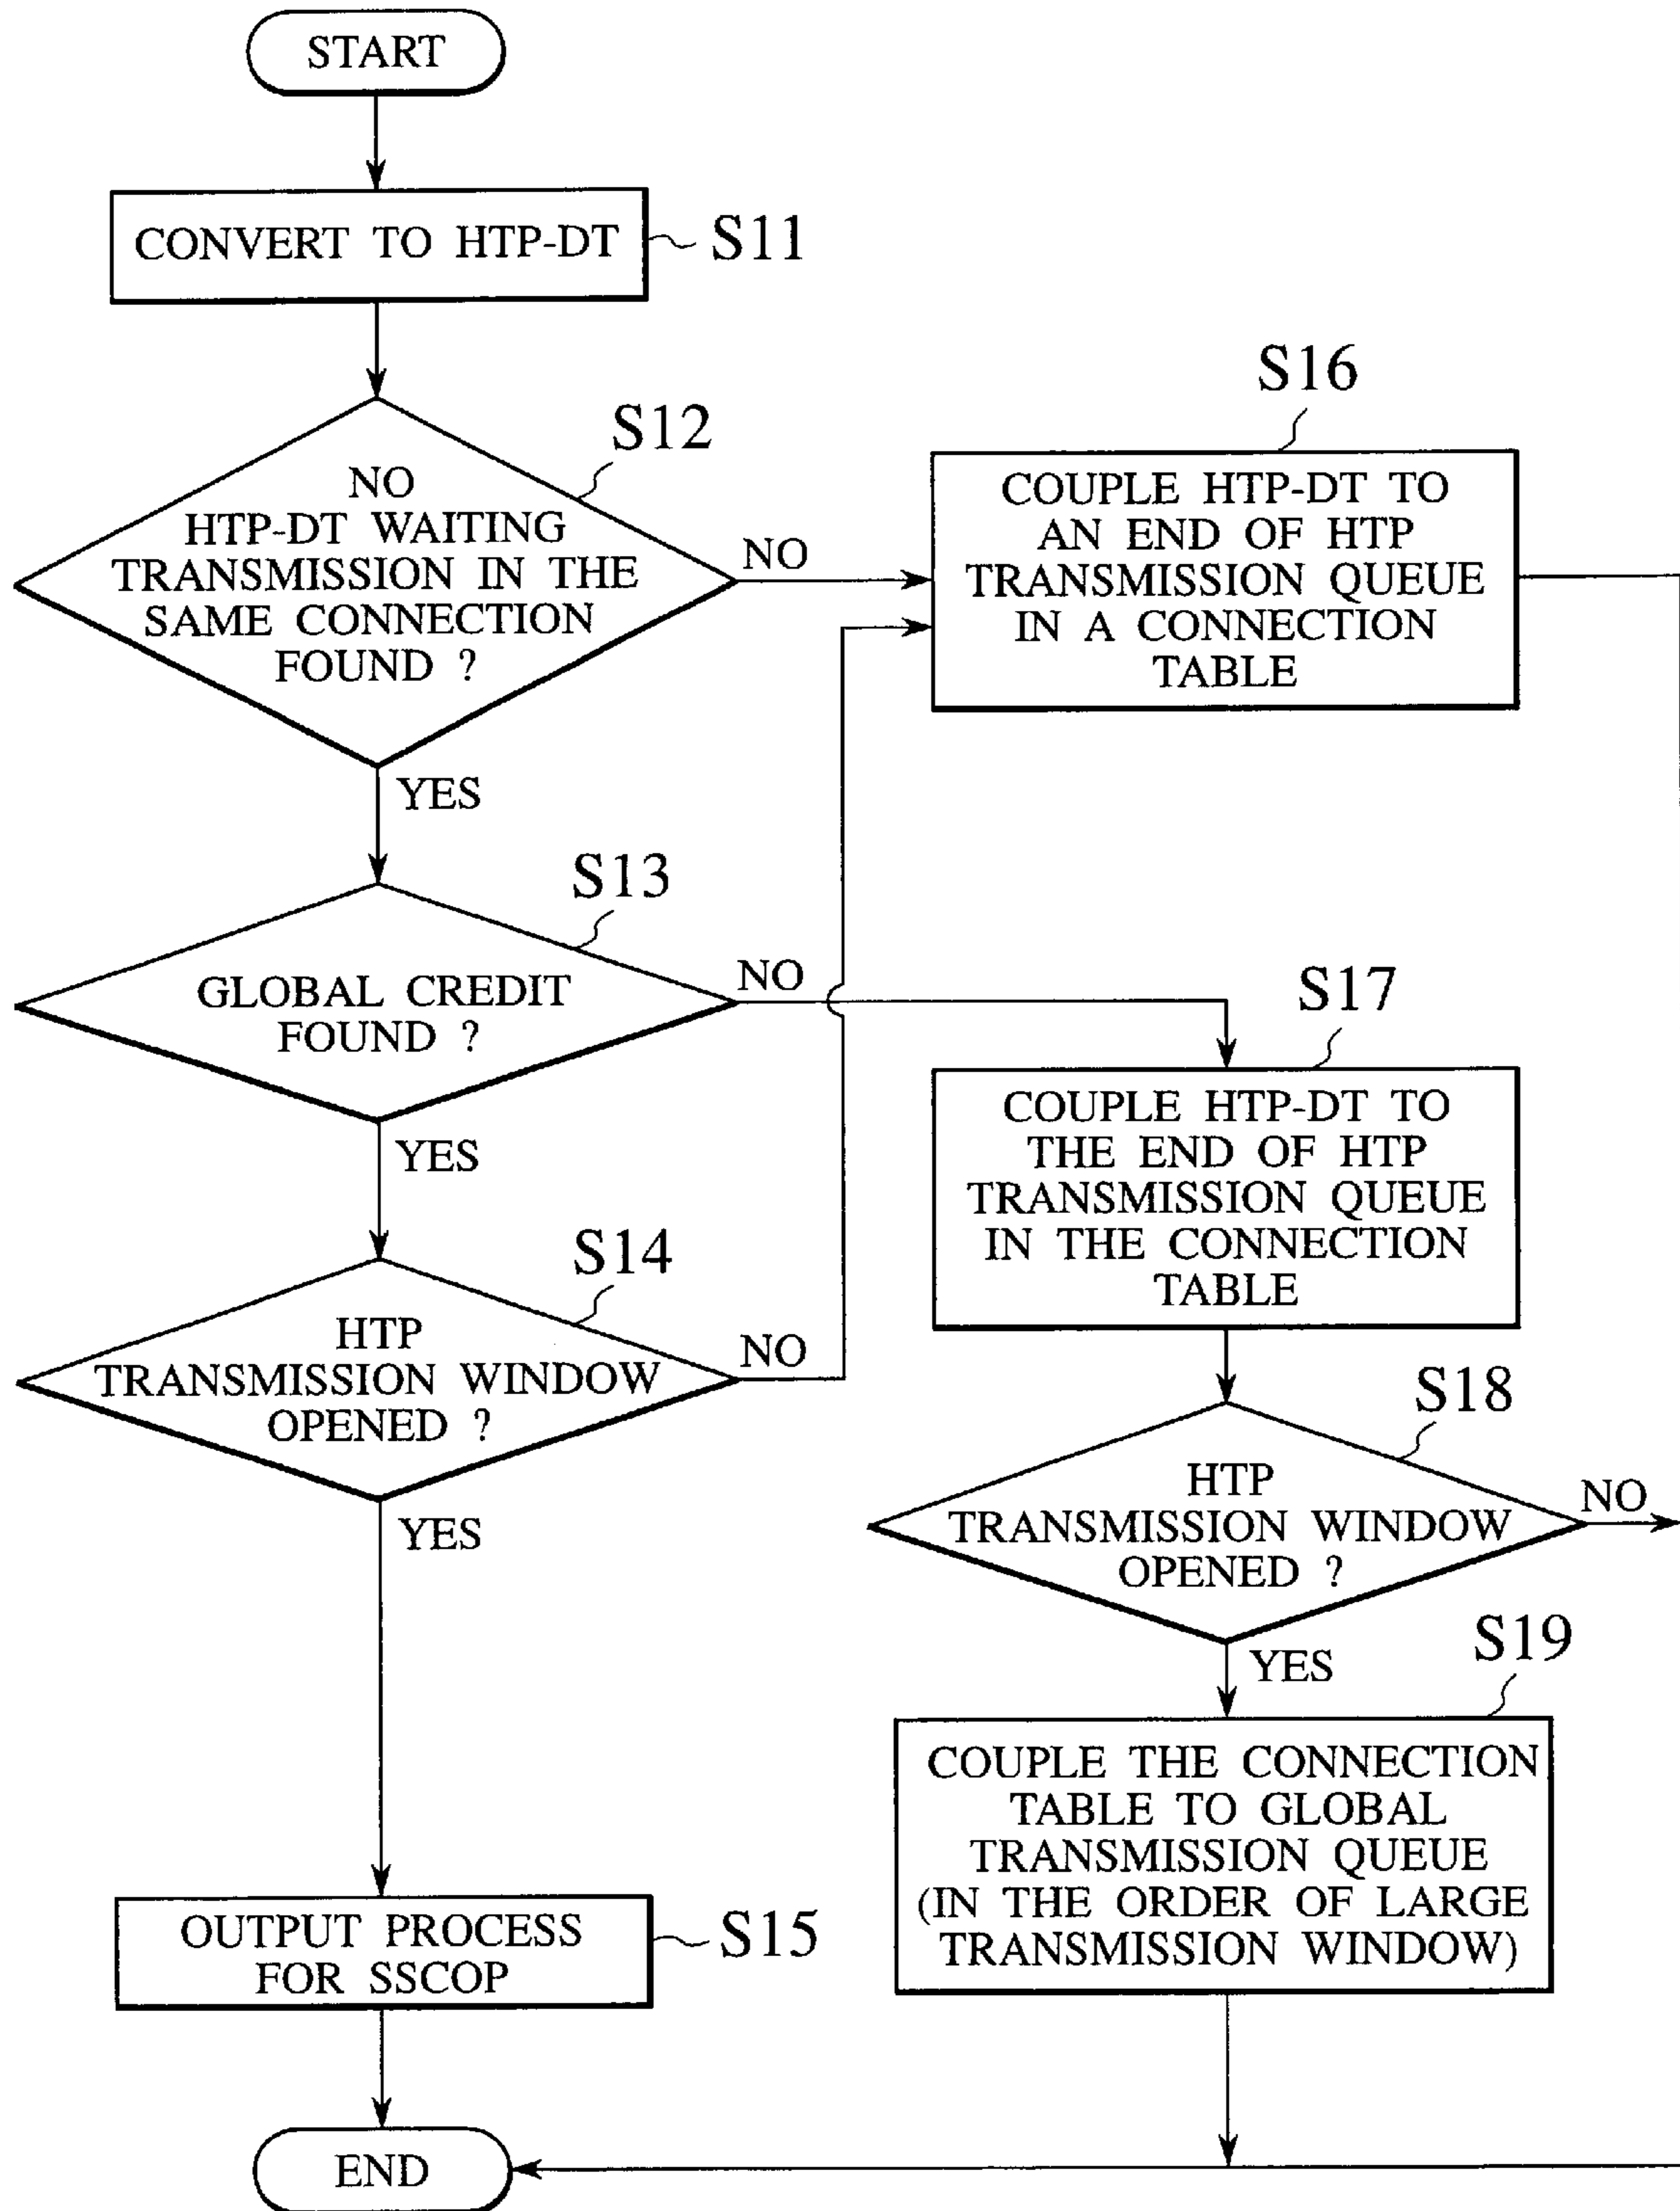 START
CONVERT TO HTP-DT
S11
S12
NO
HTP-DT WAITING
TRANSMISSION IN THE
SAME CONNECTION
FOUND ?
NO
YES
S16
COUPLE HTP-DT TO
AN END OF HTP
TRANSMISSION QUEUE
IN A CONNECTION
TABLE
S13
GLOBAL CREDIT
FOUND ?
NO
YES
S14
HTP
TRANSMISSION WINDOW
OPENED ?
NO
YES
S17
COUPLE HTP-DT TO
THE END OF HTP
TRANSMISSION QUEUE
IN THE CONNECTION
TABLE
S18
HTP
TRANSMISSION WINDOW
OPENED ?
NO
YES
S19
COUPLE THE CONNECTION
TABLE TO GLOBAL
TRANSMISSION QUEUE
(IN THE ORDER OF LARGE
TRANSMISSION WINDOW)
OUTPUT PROCESS
FOR SSCOP
S15
END